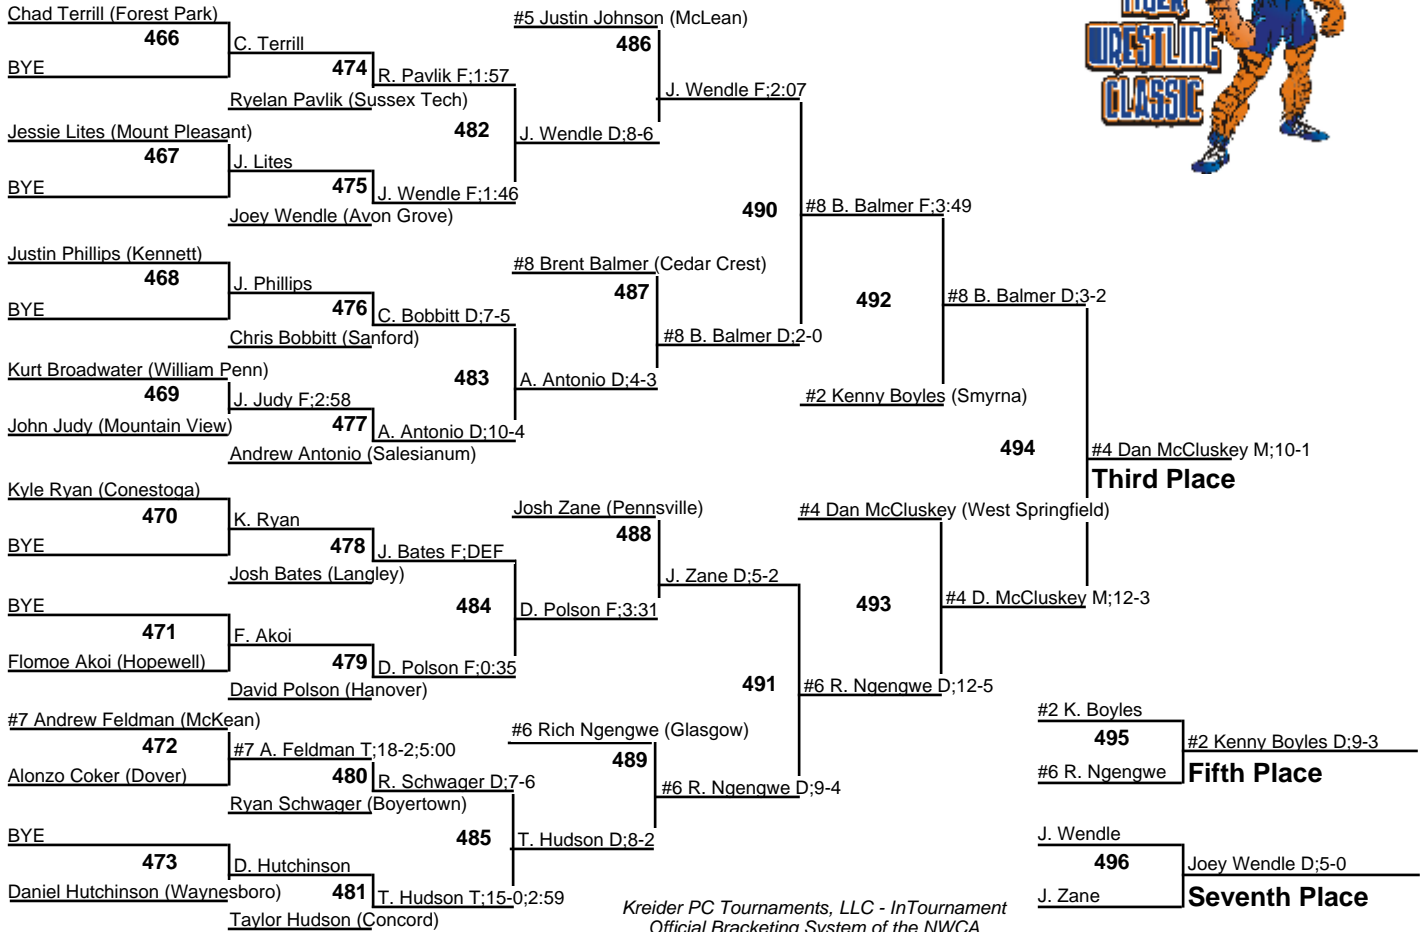 Chad Terrill (Forest Park)
466
BYE
C. Terrill
474
Ryelan Pavlik (Sussex Tech)
R. Pavlik F;1:57
Jessie Lites (Mount Pleasant)
467
BYE
J. Lites
475
Joey Wendle (Avon Grove)
J. Wendle F;1:46
482
J. Wendle D;8-6
#5 Justin Johnson (McLean)
486
J. Wendle F;2:07
Justin Phillips (Kennett)
468
BYE
J. Phillips
476
Chris Bobbitt (Sanford)
C. Bobbitt D;7-5
Kurt Broadwater (William Penn)
469
John Judy (Mountain View)
J. Judy F;2:58
477
Andrew Antonio (Salesianum)
A. Antonio D;10-4
483
A. Antonio D;4-3
#8 Brent Balmer (Cedar Crest)
487
#8 B. Balmer D;2-0
490
#8 B. Balmer F;3:49
492
#2 Kenny Boyles (Smyrna)
#8 B. Balmer D;3-2
Kyle Ryan (Conestoga)
470
BYE
K. Ryan
478
Josh Bates (Langley)
J. Bates F;DEF
BYE
471
Flomoe Akoi (Hopewell)
F. Akoi
479
David Polson (Hanover)
D. Polson F;0:35
484
D. Polson F;3:31
Josh Zane (Pennsville)
488
J. Zane D;5-2
#7 Andrew Feldman (McKean)
472
Alonzo Coker (Dover)
#7 A. Feldman T;18-2;5:00
480
Ryan Schwager (Boyertown)
R. Schwager D;7-6
BYE
473
Daniel Hutchinson (Waynesboro)
D. Hutchinson
481
Taylor Hudson (Concord)
T. Hudson T;15-0;2:59
485
T. Hudson D;8-2
#6 Rich Ngengwe (Glasgow)
489
#6 R. Ngengwe D;9-4
491
#6 R. Ngengwe D;12-5
#4 Dan McCluskey (West Springfield)
493
#4 D. McCluskey M;12-3
494
#4 Dan McCluskey M;10-1
Third Place
#2 K. Boyles
495
#6 R. Ngengwe
#2 Kenny Boyles D;9-3
Fifth Place
J. Wendle
496
J. Zane
Joey Wendle D;5-0
Seventh Place
TIGER
WRESTLING
CLASSIC
Kreider PC Tournaments, LLC - InTournament
Official Bracketing System of the NWCA